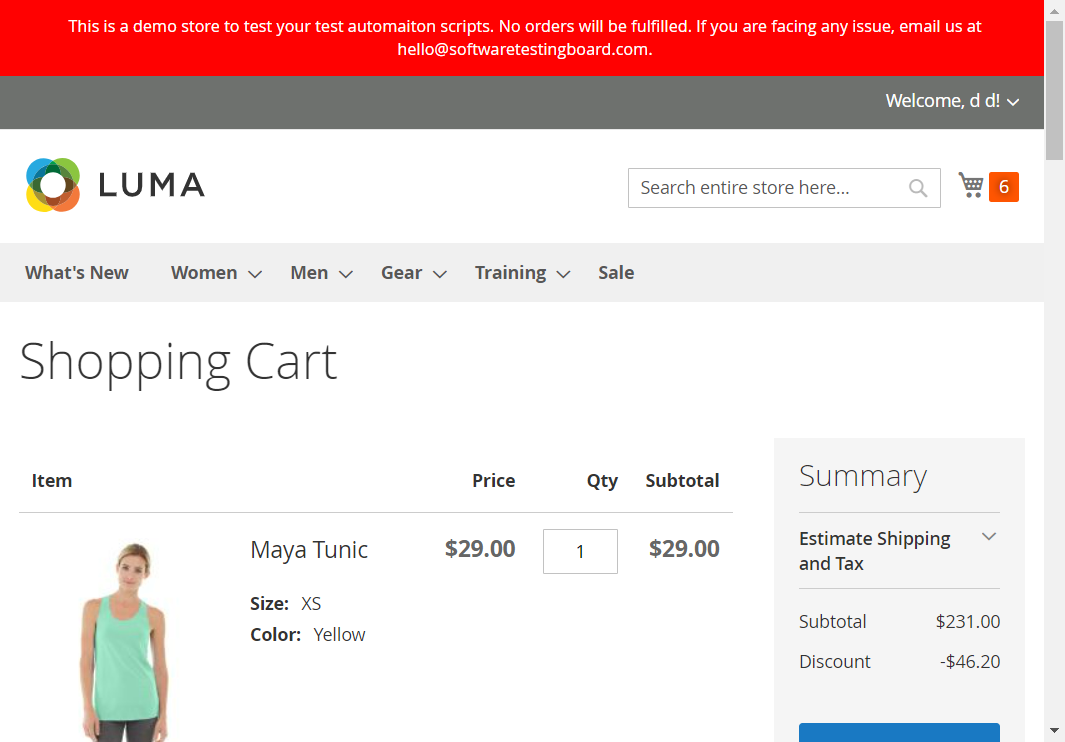 This is a demo store to test your test automaiton scripts. No orders will be fulfilled. If you are facing any issue, email us at
hello@softwaretestingboard.com.
Welcome, d d!
LUMA
Search entire store here...
6
What's New Women Men Gear Training Sale
Shopping Cart
Item Price Qty Subtotal
Maya Tunic $29.00 1 $29.00
Size: XS
Color: Yellow
Summary
Estimate Shipping
and Tax
Subtotal $231.00
Discount -$46.20